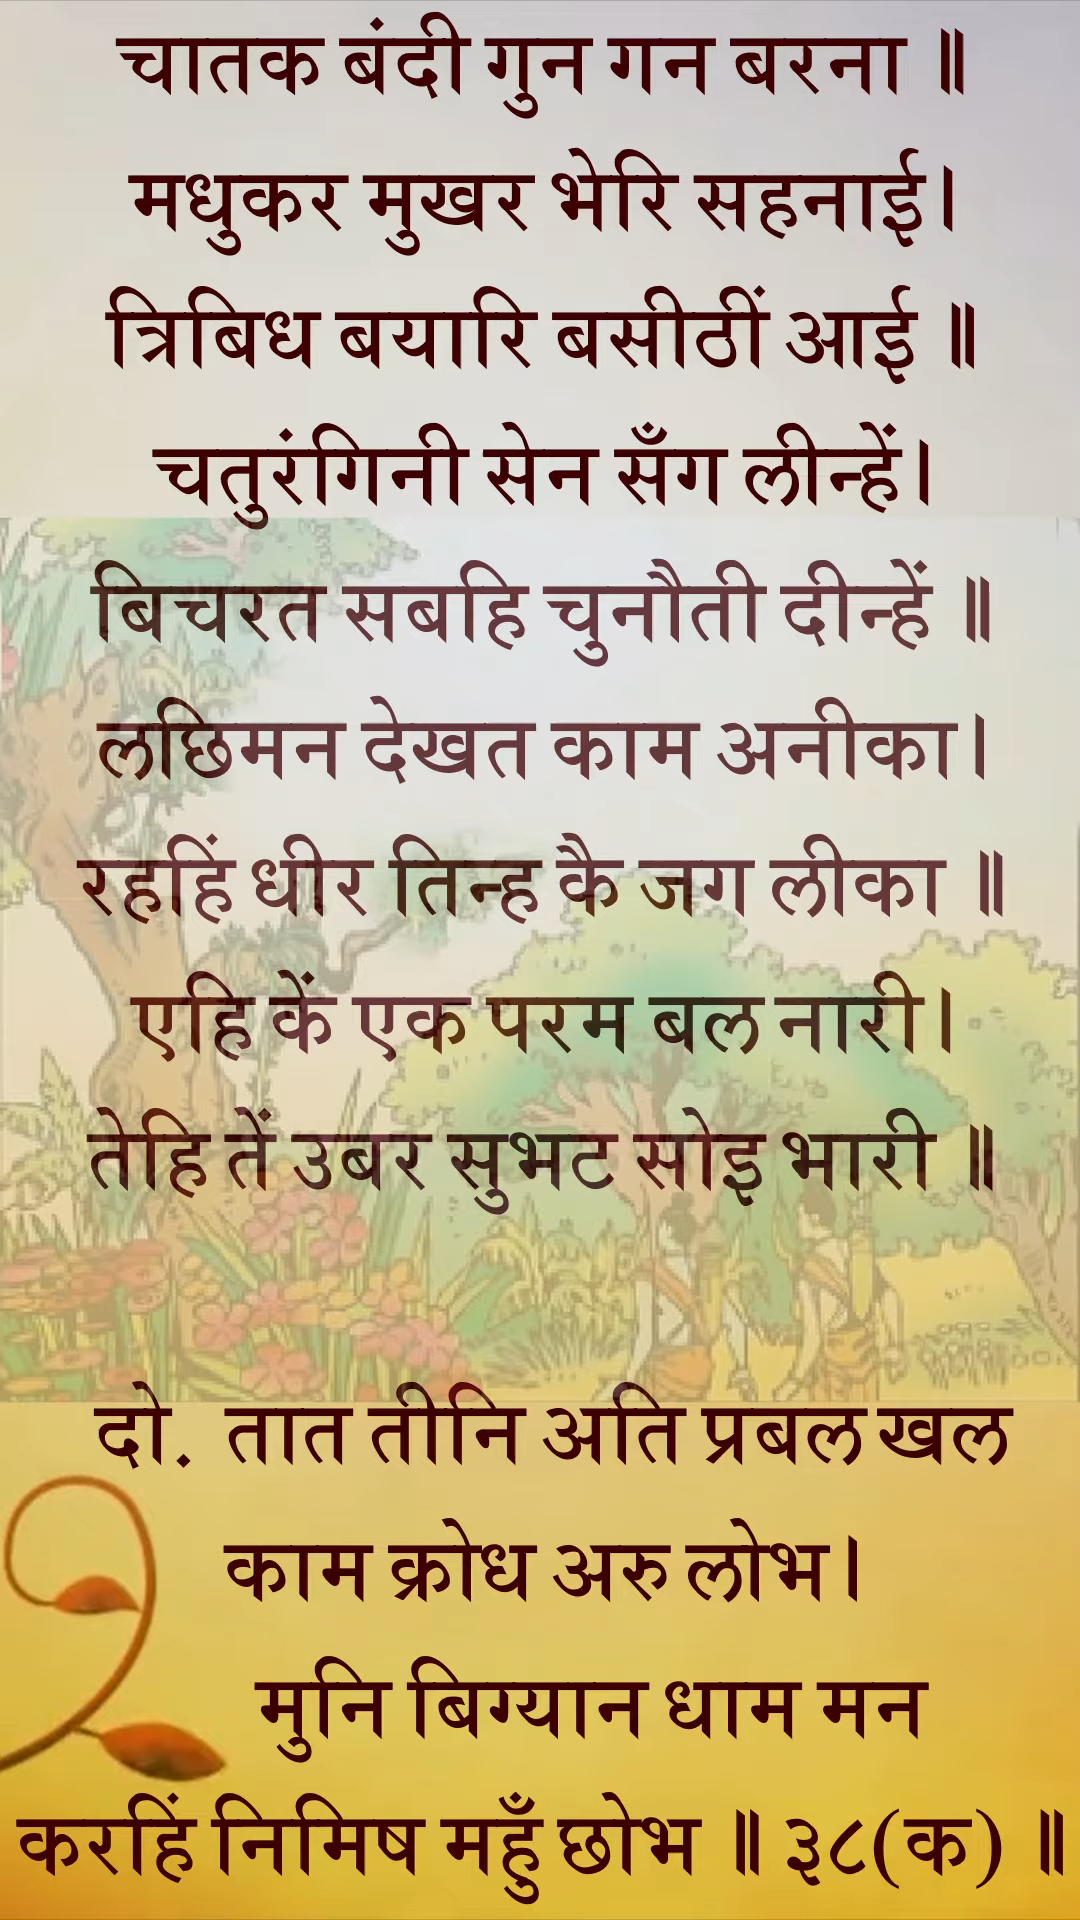 चातक बंदी गुन गन बरना ॥
मधुकर मुखर भेरि सहनाई।
त्रिबिध बयारि बसीठीं आई ॥
चतुरंगिनी सेन सँग लीन्हें।
बिचरत सबहि चुनौती दीन्हें ॥
लछिमन देखत काम अनीका।
रहहिं धीर तिन्ह कै जग लीका ॥
एहि कें एक परम बल नारी।
तेहि तें उबर सुभट सोइ भारी ॥
दो. तात तीनि अति प्रबल खल
काम क्रोध अरु लोभ।
मुनि बिग्यान धाम मन
करहिं निमिष महुँ छोभ ॥ ३८(क) ॥